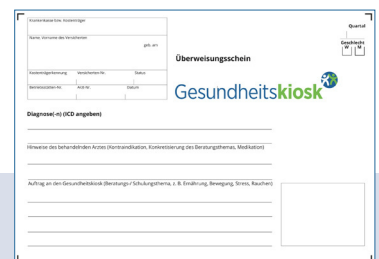 Krankenkasse bzw. Kostenträger
Quartal
Name, Vorname des Versicherten
geb. am
Geschlecht
W M
Überweisungsschein
Kostenträgerkennung Versicherten-Nr. Status
Betriebsstätten-Nr. Arzt-Nr. Datum
Gesundheitskiosk
Diagnose(-n) (ICD angeben)
Hinweise des behandelnden Arztes (Kontraindikation, Konkretisierung des Beratungsthemas, Medikation)
Auftrag an den Gesundheitskiosk (Beratungs-/ Schulungsthema, z. B. Ernährung, Bewegung, Stress, Rauchen)